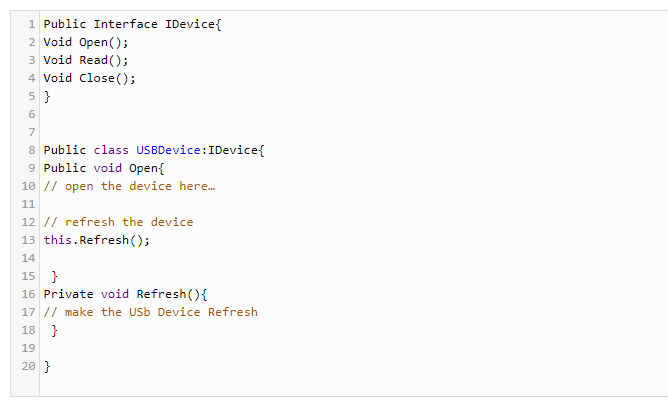 1 Public Interface IDevice{
2 Void Open();
3 Void Read();
4 Void Close();
5 }
6
7
8 Public class USBDevice:IDevice{
9 Public void Open{
10 // open the device here…
11
12 // refresh the device
13 this.Refresh();
14
15 }
16 Private void Refresh(){
17 // make the USb Device Refresh
18 }
19
20 }